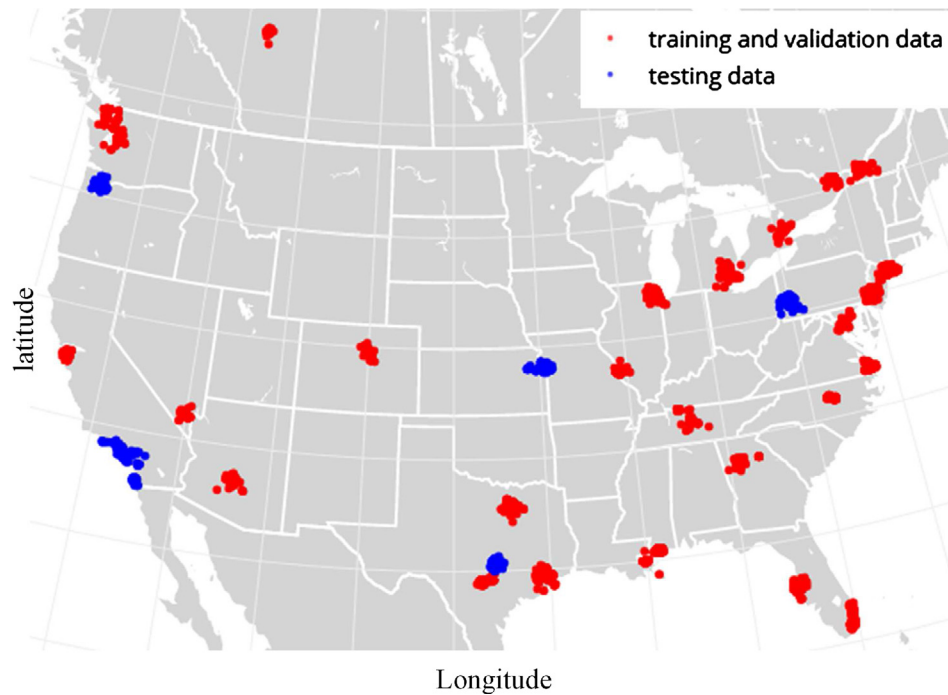 training and validation data
testing data
latitude
Longitude